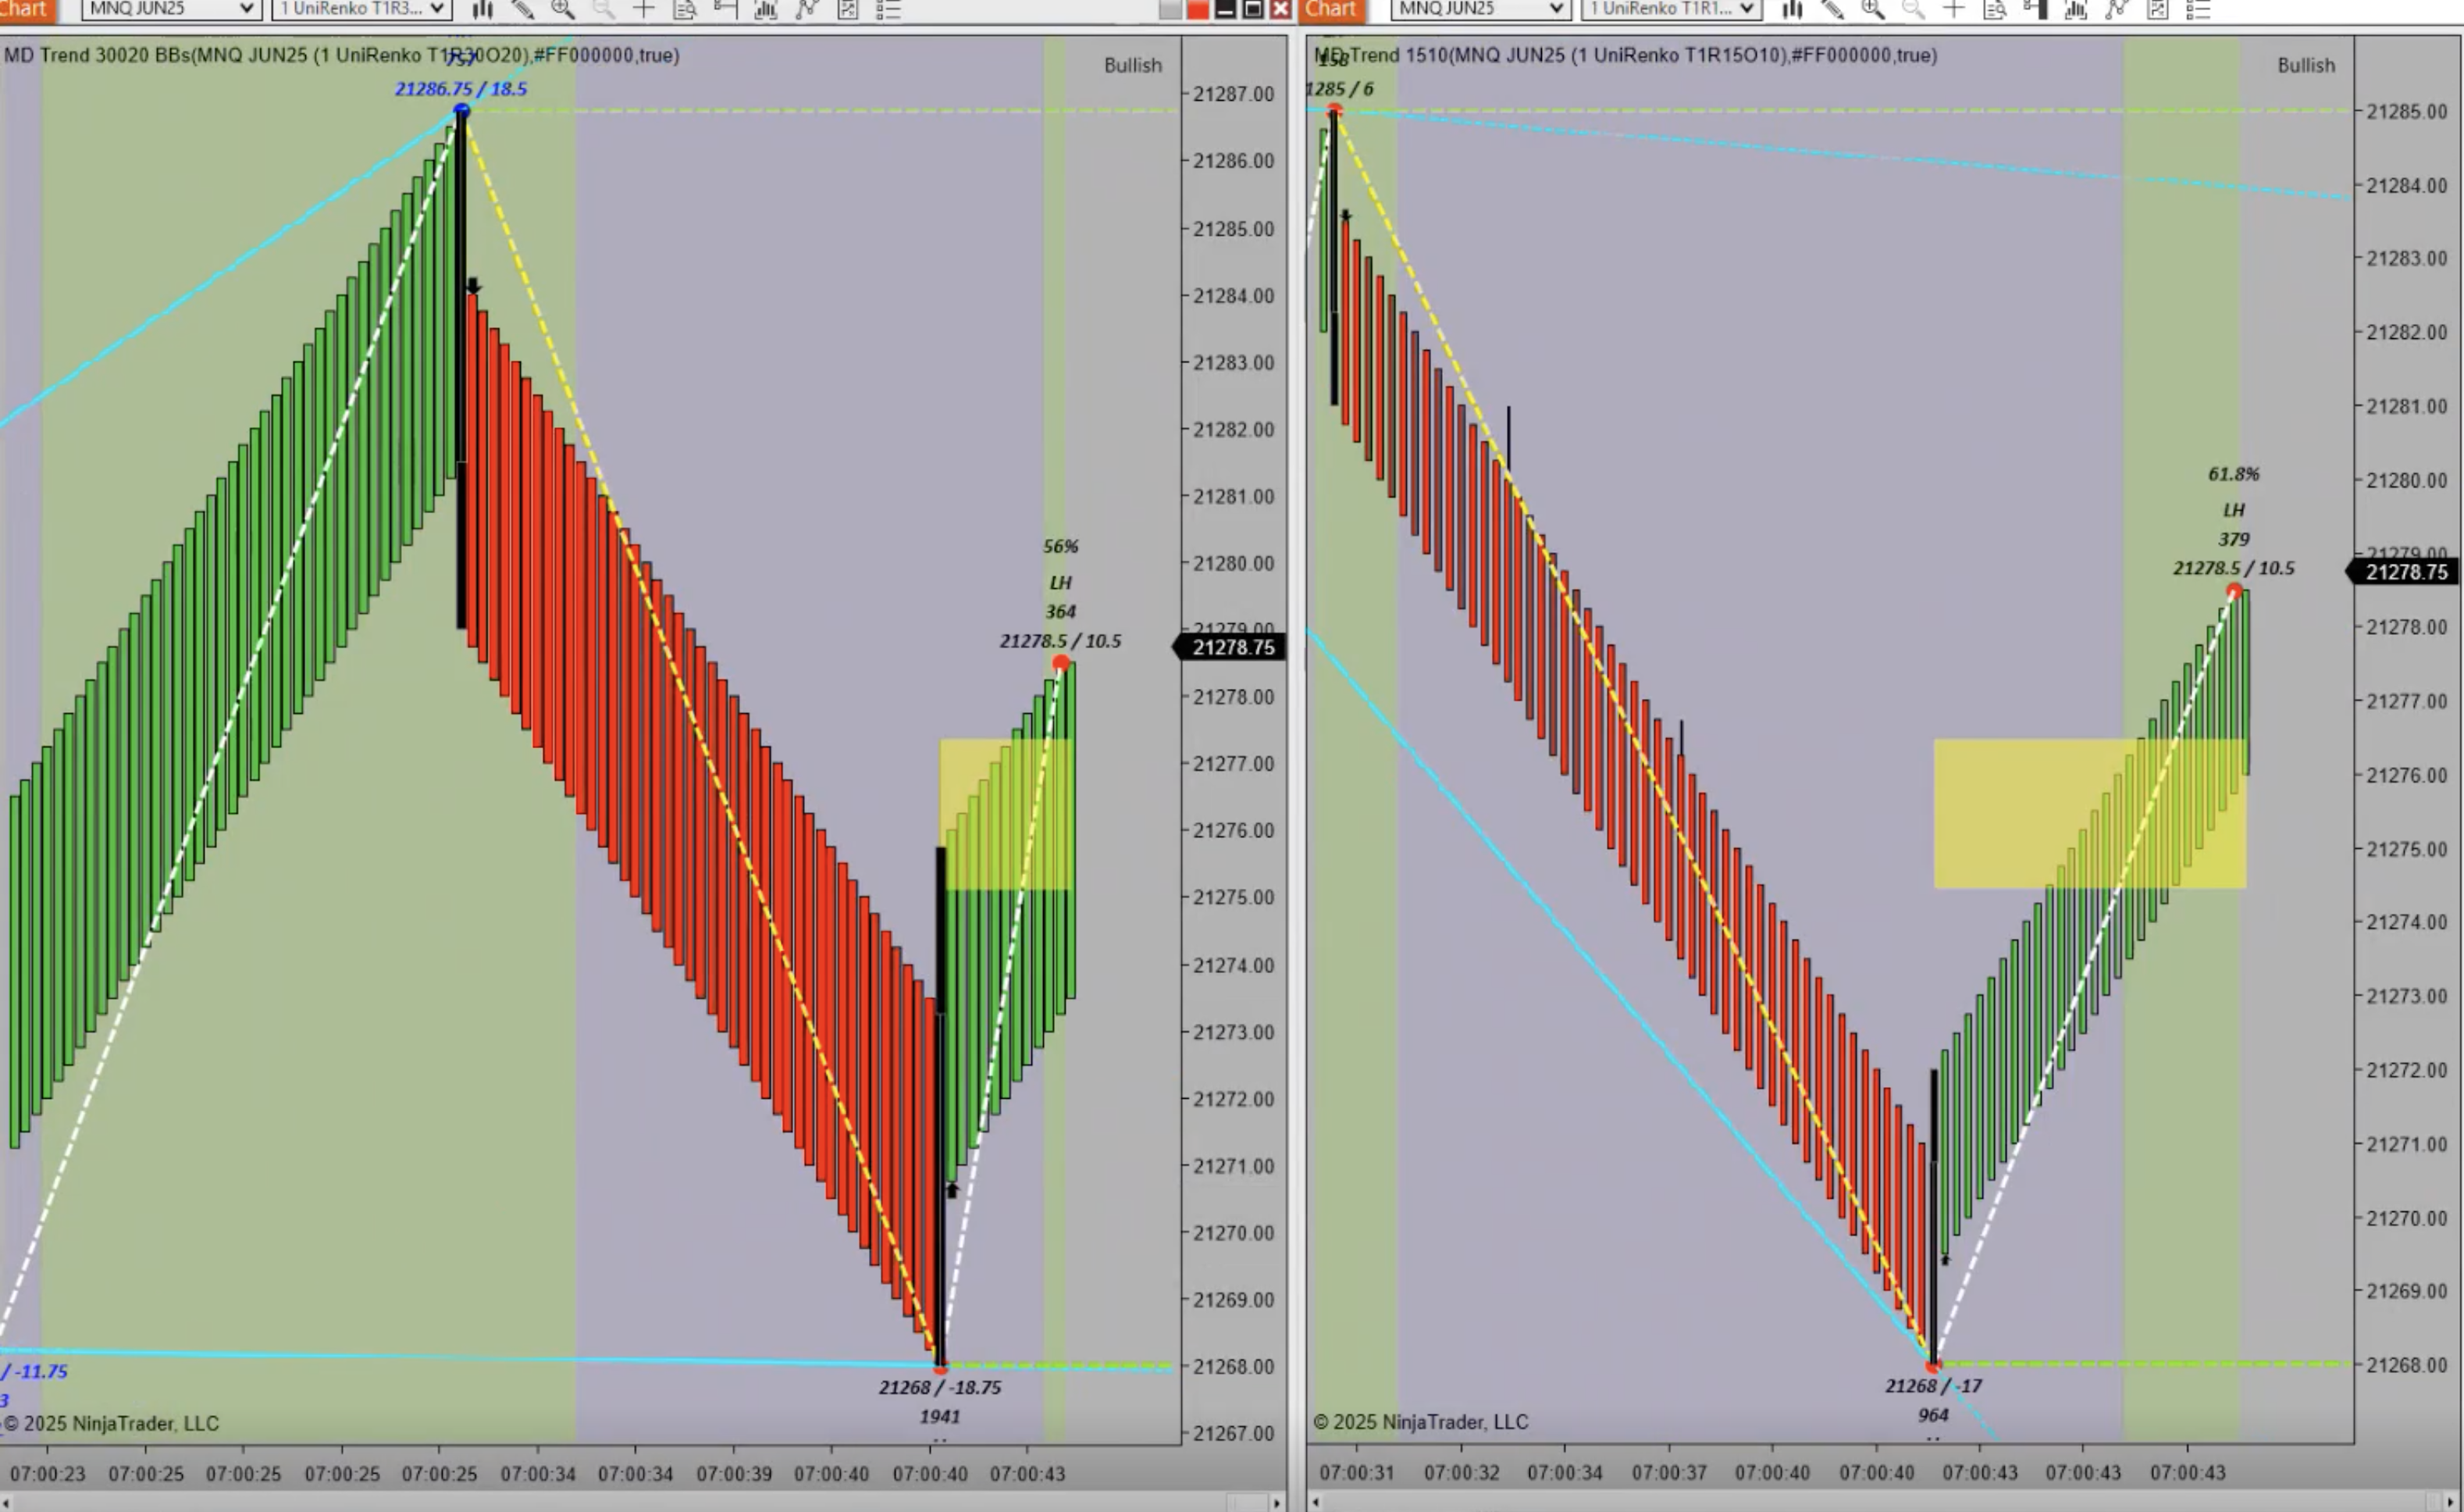 Chart
MNQ JUN25
1 UniRenko T1R3...
MD Trend 30020 BBs(MNQ JUN25 (1 UniRenko T1R30O20),#FF000000,true)
Bullish
757
21286.75 / 18.5
56%
LH
364
21278.5 / 10.5
21268 / -18.75
1941
/ -11.75
3
© 2025 NinjaTrader, LLC
21287.00
21286.00
21285.00
21284.00
21283.00
21282.00
21281.00
21280.00
21279.00
21278.75
21278.00
21277.00
21276.00
21275.00
21274.00
21273.00
21272.00
21271.00
21270.00
21269.00
21268.00
21267.00
07:00:23 07:00:25 07:00:25 07:00:25 07:00:25 07:00:34 07:00:34 07:00:39 07:00:40 07:00:40 07:00:43
Chart
MNQ JUN25
1 UniRenko T1R1...
MD Trend 1510(MNQ JUN25 (1 UniRenko T1R15O10),#FF000000,true)
Bullish
158
1285 / 6
61.8%
LH
379
21278.5 / 10.5
21268 / -17
964
© 2025 NinjaTrader, LLC
21285.00
21284.00
21283.00
21282.00
21281.00
21280.00
21279.00
21278.75
21278.00
21277.00
21276.00
21275.00
21274.00
21273.00
21272.00
21271.00
21270.00
21269.00
21268.00
07:00:31 07:00:32 07:00:34 07:00:37 07:00:40 07:00:40 07:00:43 07:00:43 07:00:43